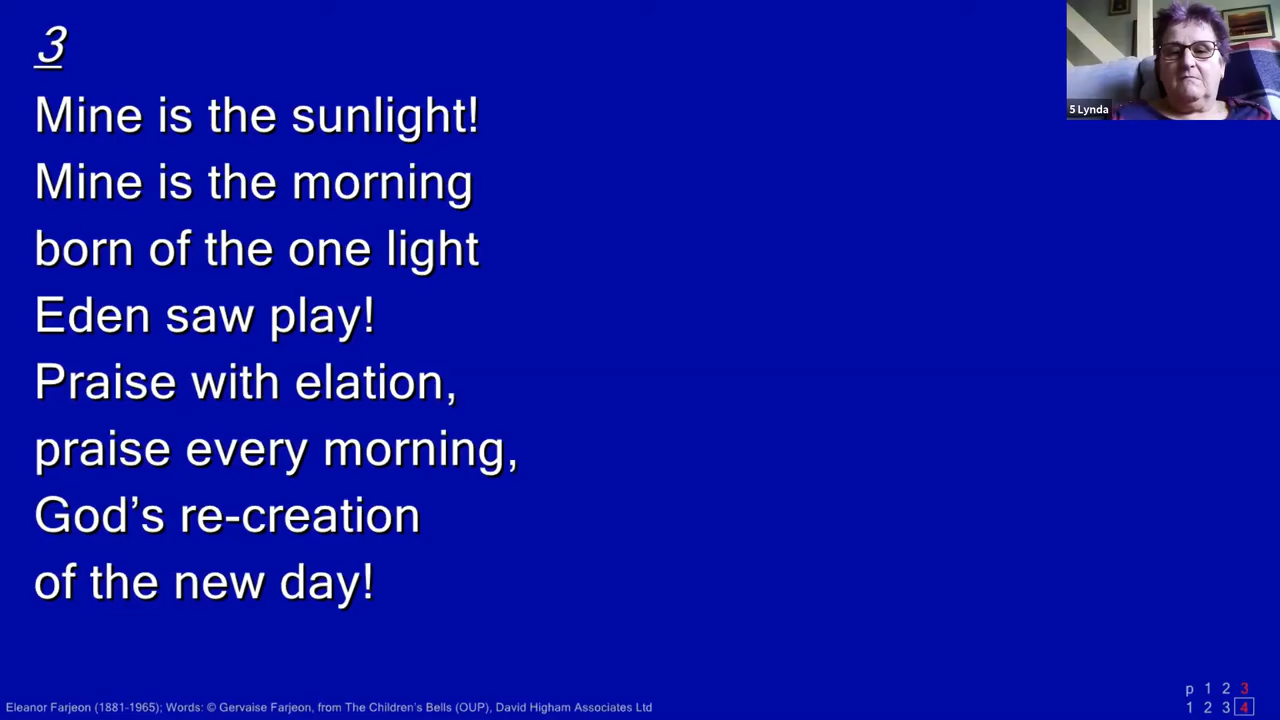 3
Mine is the sunlight!
Mine is the morning
born of the one light
Eden saw play!
Praise with elation,
praise every morning,
God’s re-creation
of the new day!
5 Lynda
Eleanor Farjeon (1881-1965); Words: © Gervaise Farjeon, from The Children's Bells (OUP), David Higham Associates Ltd
p 1 2 3
1 2 3 4